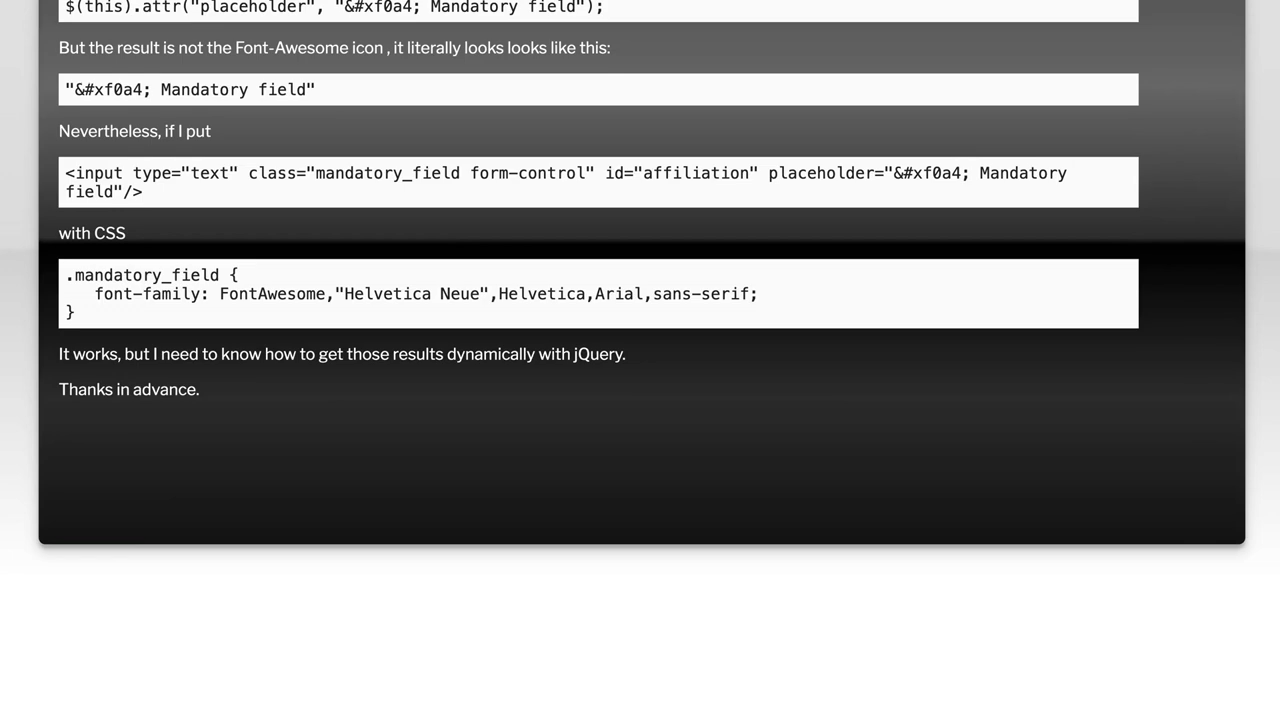 $(this).attr("placeholder", "&#xf0a4; Mandatory field");
But the result is not the Font-Awesome icon , it literally looks looks like this:
"&#xf0a4; Mandatory field"
Nevertheless, if I put
<input type="text" class="mandatory_field form-control" id="affiliation" placeholder="&#xf0a4; Mandatory
field"/>
with CSS
.mandatory_field {
   font-family: FontAwesome,"Helvetica Neue",Helvetica,Arial,sans-serif;
}
It works, but I need to know how to get those results dynamically with jQuery.
Thanks in advance.